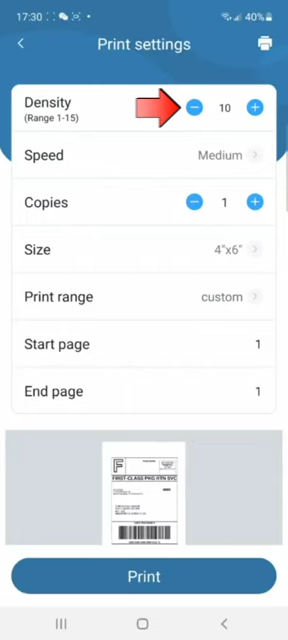 17:30
40%
Print settings
Density
10
(Range 1-15)
Speed
Medium
Copies
1
Size
4"x6"
Print range
custom
Start page
1
End page
1
F
FIRST-CLASS PKG RTN SVC
Print